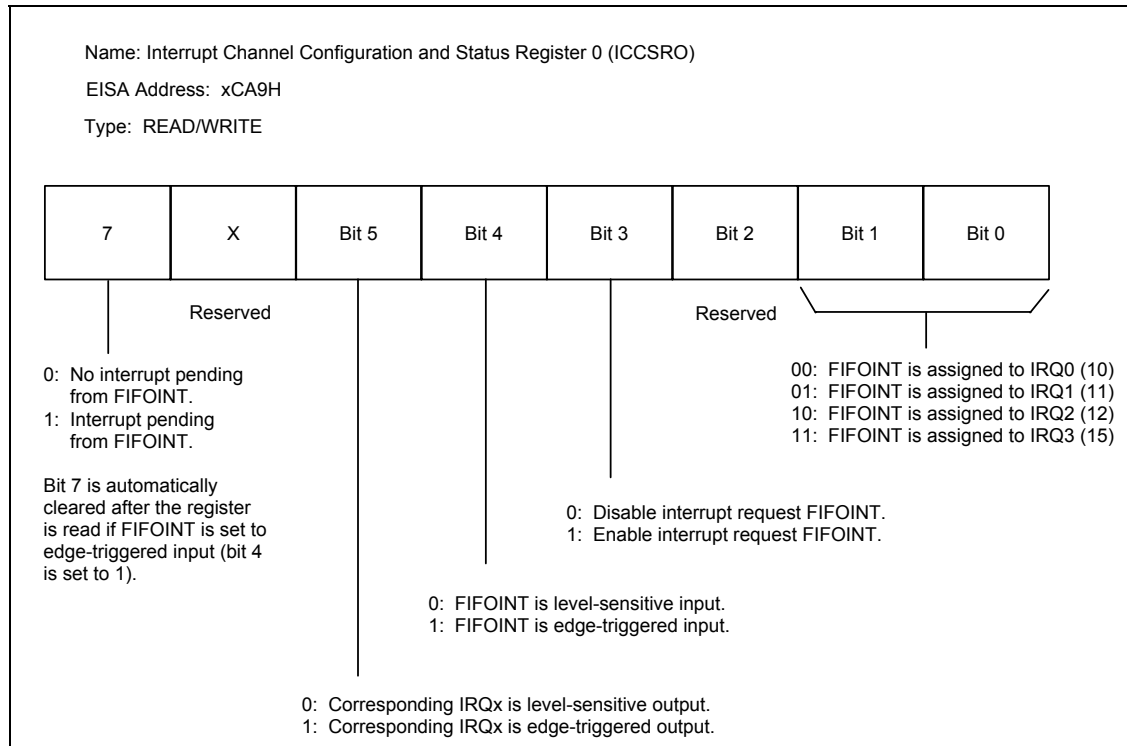 Name: Interrupt Channel Configuration and Status Register 0 (ICCSRO)
EISA Address: xCA9H
Type: READ/WRITE
7 X Bit 5 Bit 4 Bit 3 Bit 2 Bit 1 Bit 0
Reserved
Reserved
0: No interrupt pending
from FIFOINT.
1: Interrupt pending
from FIFOINT.
Bit 7 is automatically
cleared after the register
is read if FIFOINT is set to
edge-triggered input (bit 4
is set to 1).
00: FIFOINT is assigned to IRQ0 (10)
01: FIFOINT is assigned to IRQ1 (11)
10: FIFOINT is assigned to IRQ2 (12)
11: FIFOINT is assigned to IRQ3 (15)
0: Disable interrupt request FIFOINT.
1: Enable interrupt request FIFOINT.
0: FIFOINT is level-sensitive input.
1: FIFOINT is edge-triggered input.
0: Corresponding IRQx is level-sensitive output.
1: Corresponding IRQx is edge-triggered output.